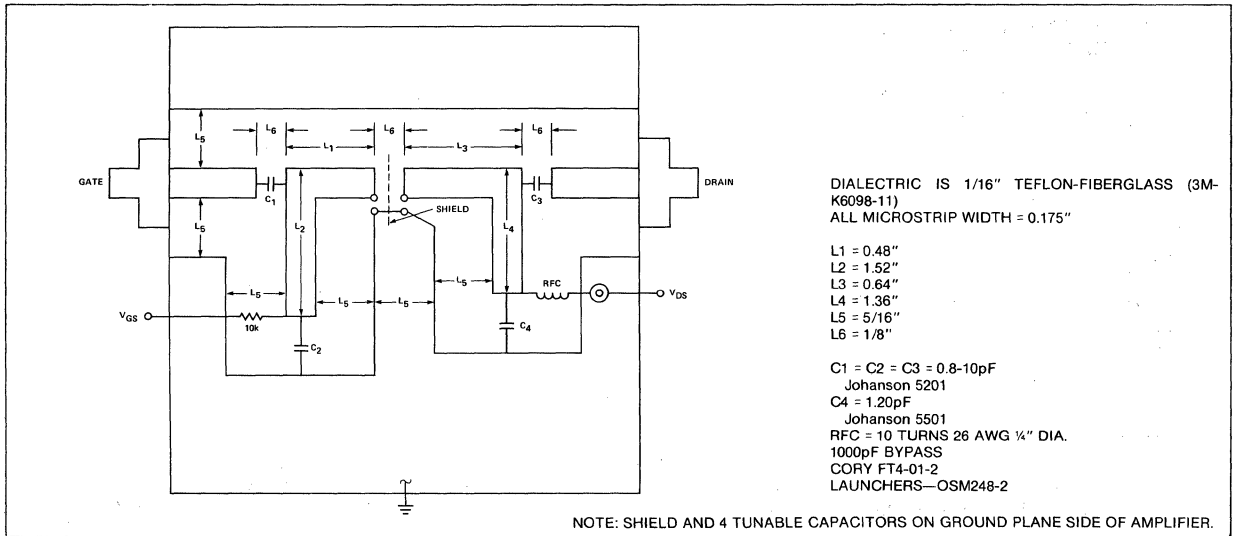 L6
L6
L6
L1
L3
L5
GATE
DRAIN
C1
C3
SHIELD
L2
L4
L5
L5
RFC
L5
L5
L5
VGS
10k
VDS
C2
C4
DIALECTRIC IS 1/16" TEFLON-FIBERGLASS (3M-
K6098-11)
ALL MICROSTRIP WIDTH = 0.175"
L1 = 0.48"
L2 = 1.52"
L3 = 0.64"
L4 = 1.36"
L5 = 5/16"
L6 = 1/8"
C1 = C2 = C3 = 0.8-10pF
Johanson 5201
C4 = 1.20pF
Johanson 5501
RFC = 10 TURNS 26 AWG ¼" DIA.
1000pF BYPASS
CORY FT4-01-2
LAUNCHERS—OSM248-2
NOTE: SHIELD AND 4 TUNABLE CAPACITORS ON GROUND PLANE SIDE OF AMPLIFIER.